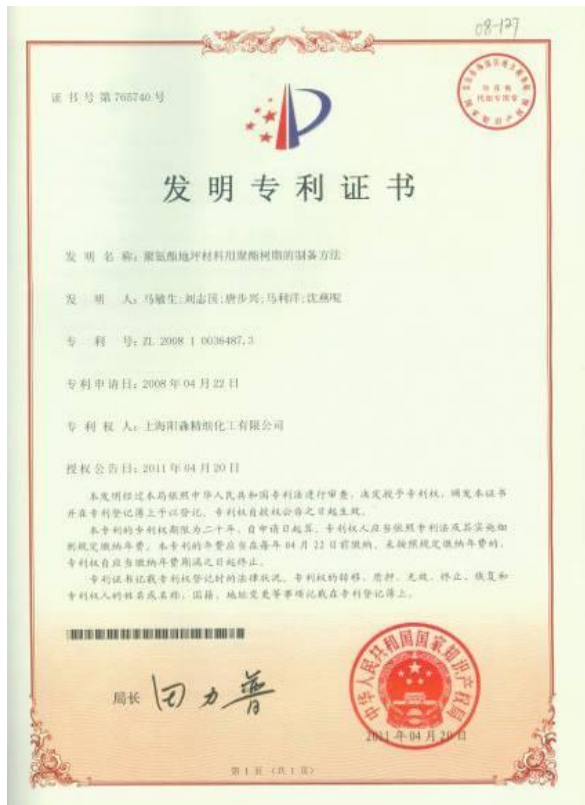 08-127
证书号第765740号
代办专用章
发明专利证书
发 明 名 称：聚氨酯地坪材料用聚酯树脂的制备方法
发 明 人：马敏生;刘志国;唐步兴;马利洋;沈燕
专 利 号：ZL 2008 1 0036487.3
专利申请日：2008年04月22日
专 利 权 人：上海阳森精细化工有限公司
授权公告日：2011年04月20日
本发明经过本局依照中华人民共和国专利法进行审查，决定授予专利权，颁发本证书
并在专利登记簿上予以登记。专利权自授权公告之日起生效。
本专利的专利权期限为二十年，自申请日起算。专利权人应当依照专利法及其实施细
则规定缴纳年费。本专利的年费应当在每年04月22日前缴纳。未按照规定缴纳年费的，
专利权自应当缴纳年费期满之日起终止。
专利证书记载专利权登记时的法律状况。专利权的转移、质押、无效、终止、恢复和
专利权人的姓名或名称、国籍、地址变更等事项记载在专利登记簿上。
局长 田力普
中华人民共和国国家知识产权局
2011年04月20日
第1页（共1页）